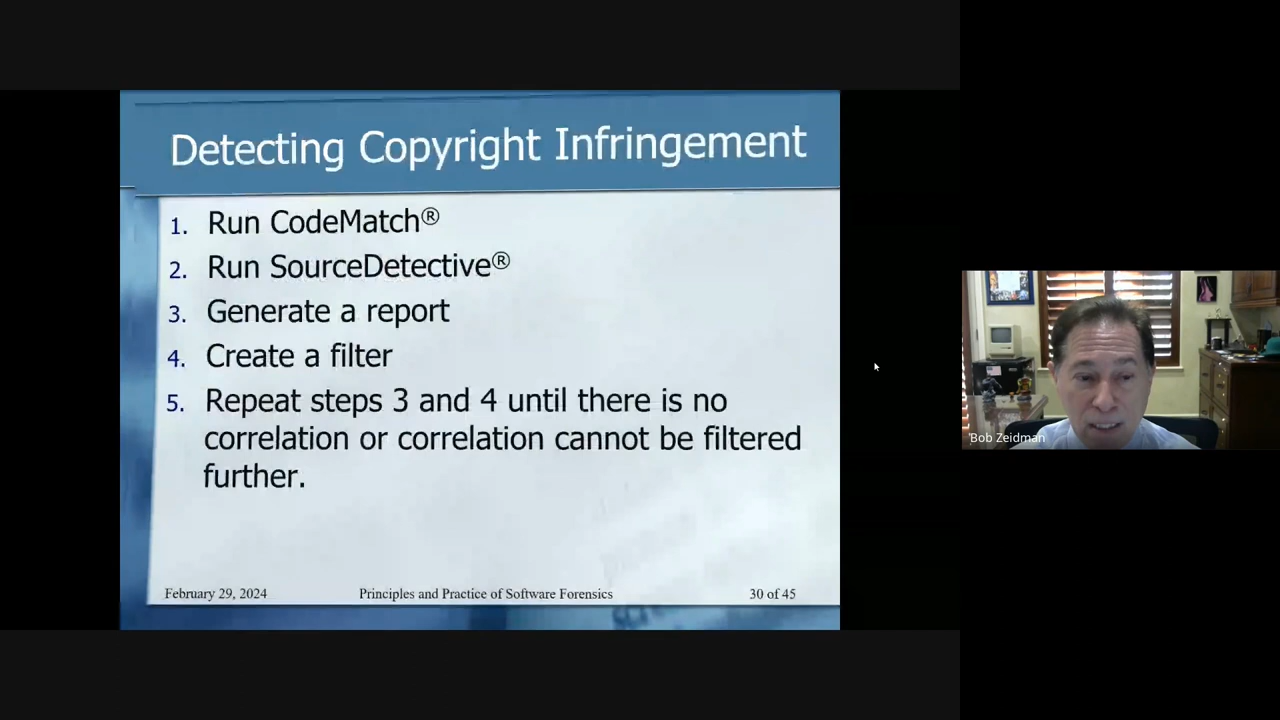 Detecting Copyright Infringement
1. Run CodeMatch®
2. Run SourceDetective®
3. Generate a report
4. Create a filter
5. Repeat steps 3 and 4 until there is no
correlation or correlation cannot be filtered
further.
February 29, 2024 Principles and Practice of Software Forensics 30 of 45
Bob Zeidman